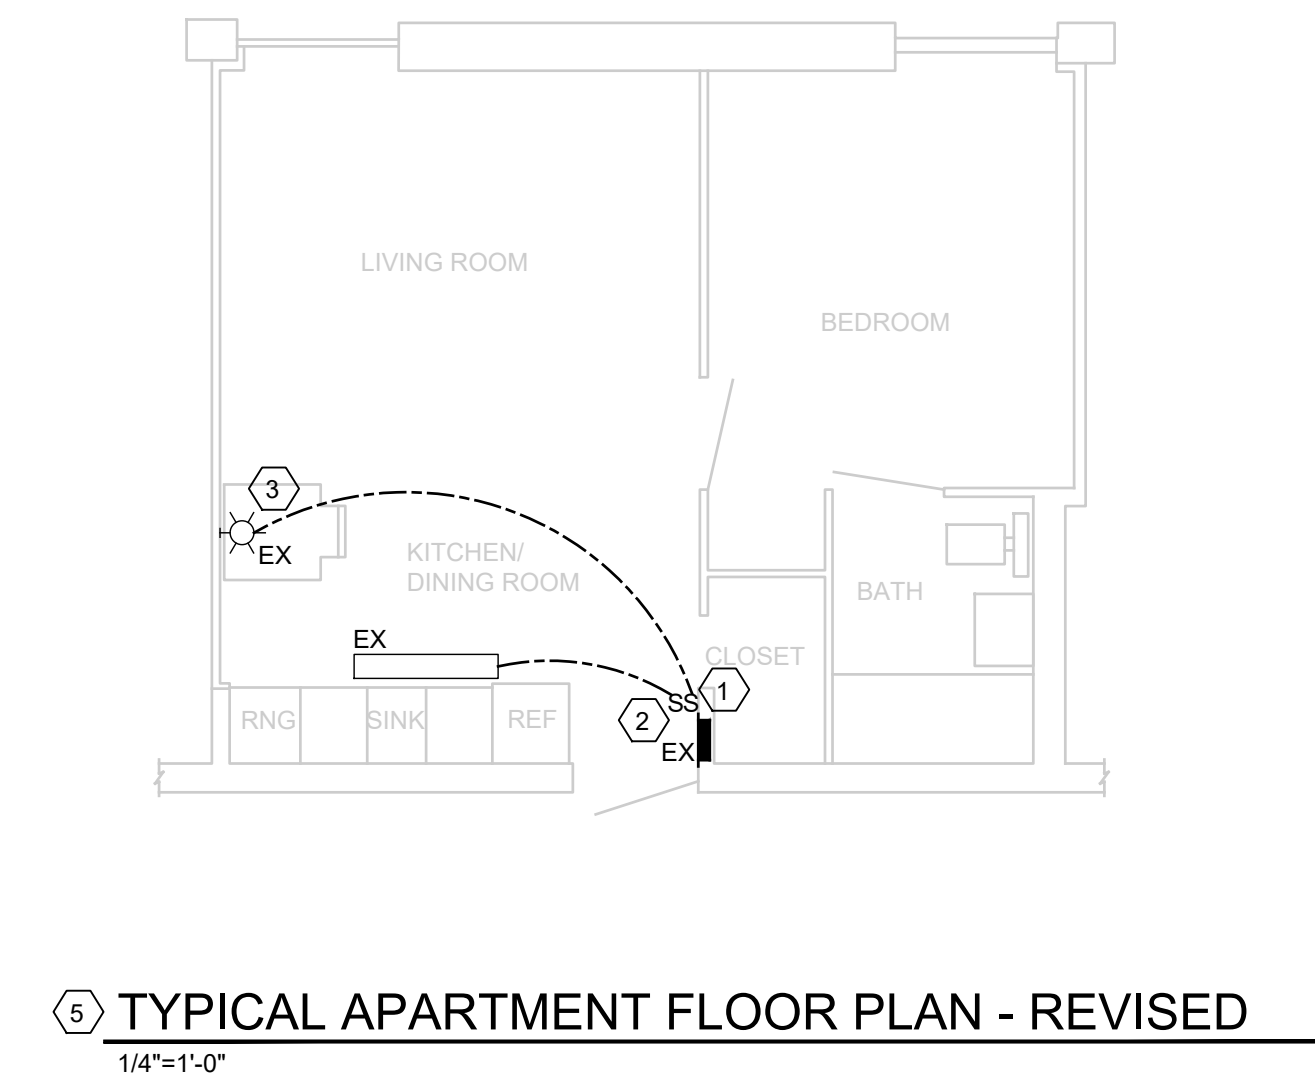 LIVING ROOM
BEDROOM
3
EX
KITCHEN/
DINING ROOM
BATH
EX
CLOSET
1
SS
2
RNG
SINK
REF
EX
5
TYPICAL APARTMENT FLOOR PLAN - REVISED
1/4"=1'-0"